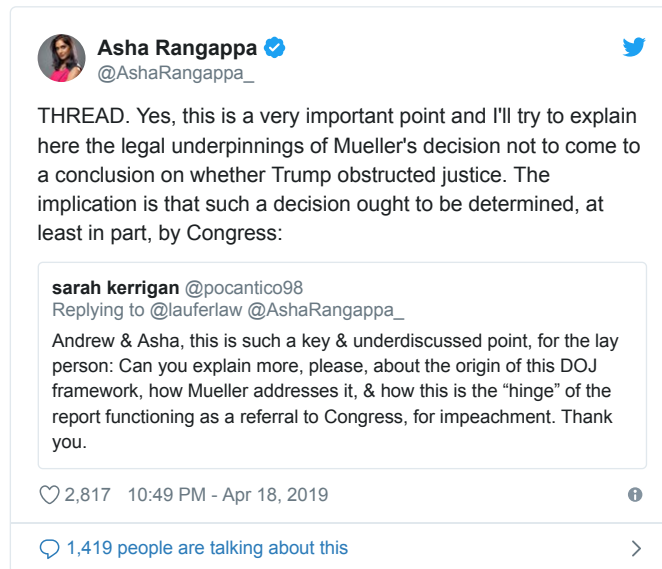 Asha Rangappa
@AshaRangappa_
THREAD. Yes, this is a very important point and I'll try to explain
here the legal underpinnings of Mueller's decision not to come to
a conclusion on whether Trump obstructed justice. The
implication is that such a decision ought to be determined, at
least in part, by Congress:
sarah kerrigan @pocantico98
Replying to @lauferlaw @AshaRangappa_
Andrew & Asha, this is such a key & underdiscussed point, for the lay
person: Can you explain more, please, about the origin of this DOJ
framework, how Mueller addresses it, & how this is the “hinge” of the
report functioning as a referral to Congress, for impeachment. Thank
you.
2,817 10:49 PM - Apr 18, 2019
1,419 people are talking about this